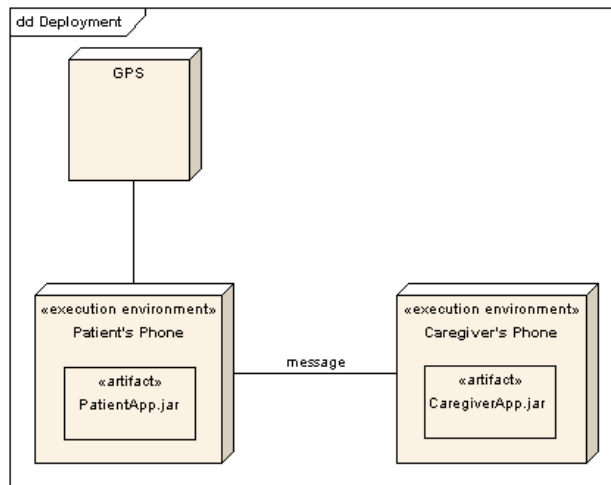 dd Deployment
GPS
«execution environment»
Patient's Phone
«artifact»
PatientApp.jar
message
«execution environment»
Caregiver's Phone
«artifact»
CaregiverApp.jar